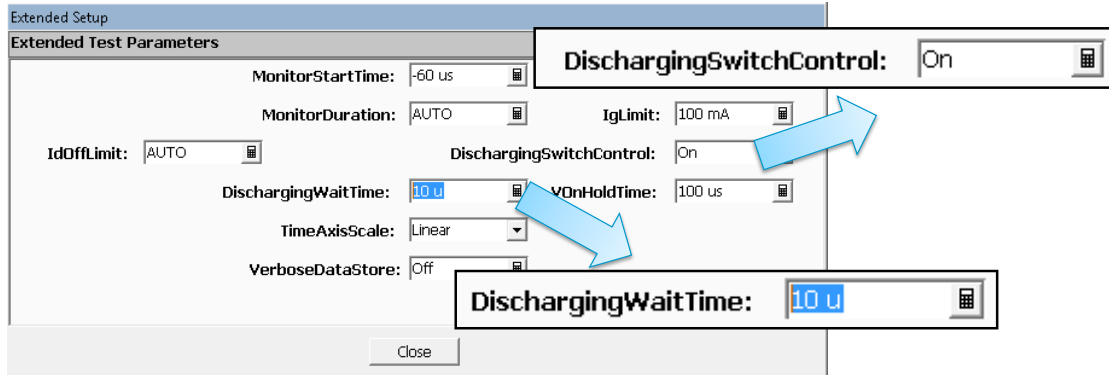 Extended Setup
Extended Test Parameters
DischargingSwitchControl: On
MonitorStartTime: -60 us
MonitorDuration: AUTO IgLimit: 100 mA
IdOffLimit: AUTO DischargingSwitchControl: On
DischargingWaitTime: 10 u VOnHoldTime: 100 us
TimeAxisScale: Linear
VerboseDataStore: Off
DischargingWaitTime: 10 u
Close